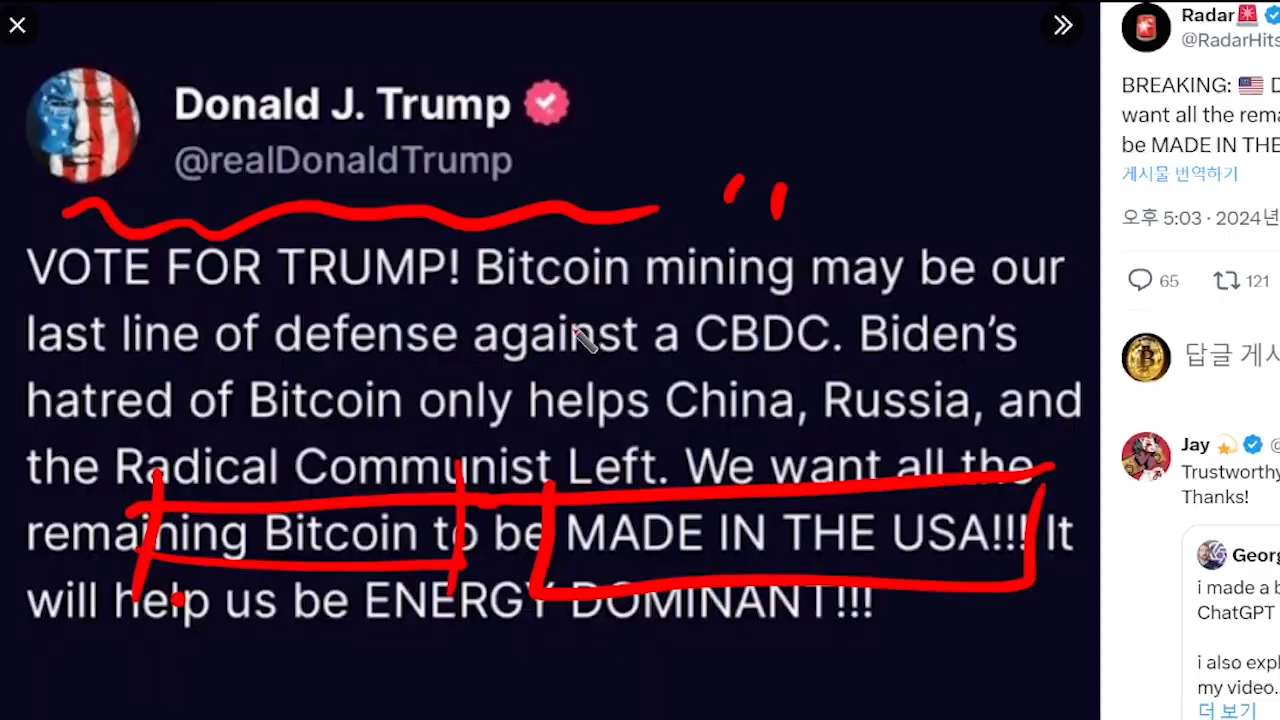 Donald J. Trump
@realDonaldTrump
VOTE FOR TRUMP! Bitcoin mining may be our
last line of defense against a CBDC. Biden's
hatred of Bitcoin only helps China, Russia, and
the Radical Communist Left. We want all the
remaining Bitcoin to be MADE IN THE USA!!! It
will help us be ENERGY DOMINANT!!!
Radar
@RadarHits
BREAKING: D
want all the rema
be MADE IN THE
게시물 번역하기
오후 5:03 · 2024년
65 121
답글 게시
Jay @
Trustworthy
Thanks!
Georg
i made a b
ChatGPT
i also expl
my video.
더 보기